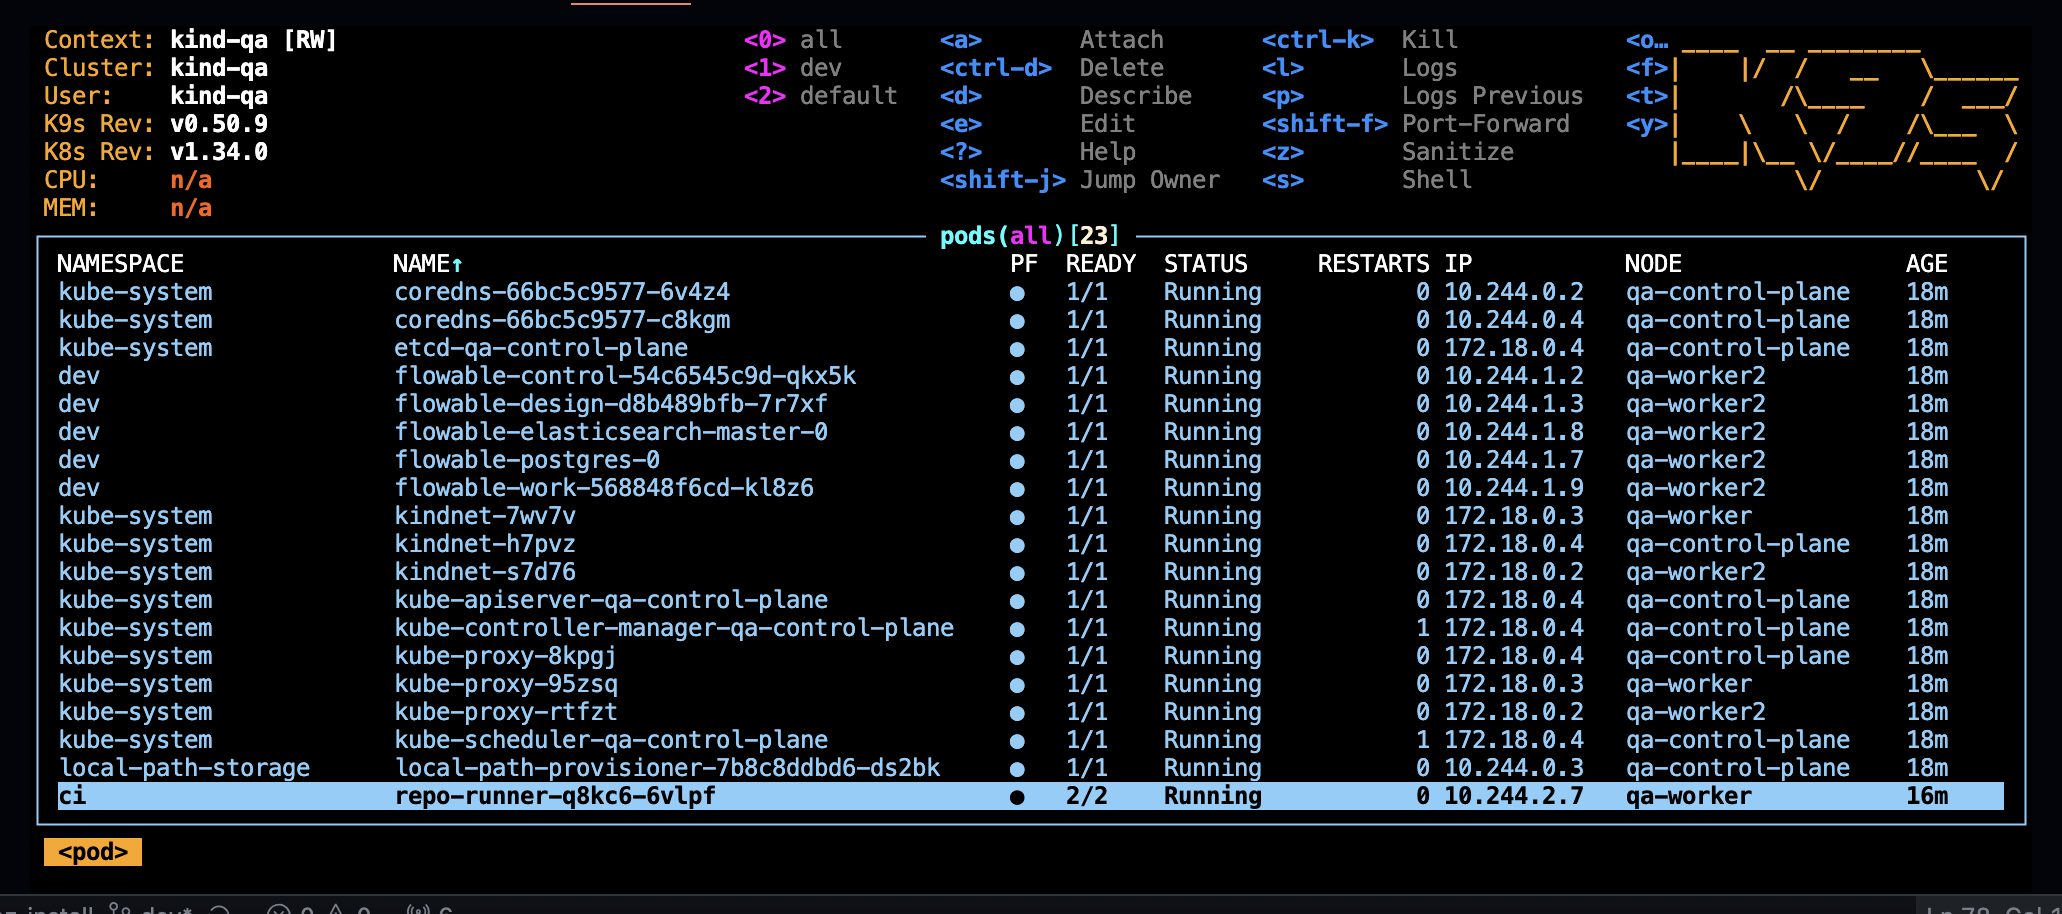 Context: kind-qa [RW] <0> all <a> Attach <ctrl-k> Kill <o…
Cluster: kind-qa <1> dev <ctrl-d> Delete <l> Logs <f>
User: kind-qa <2> default <d> Describe <p> Logs Previous <t>
K9s Rev: v0.50.9 <e> Edit <shift-f> Port-Forward <y>
K8s Rev: v1.34.0 <?> Help <z> Sanitize
CPU: n/a <shift-j> Jump Owner <s> Shell
MEM: n/a
pods(all)[23]
NAMESPACE NAME↑ PF READY STATUS RESTARTS IP NODE AGE
kube-system coredns-66bc5c9577-6v4z4 ● 1/1 Running 0 10.244.0.2 qa-control-plane 18m
kube-system coredns-66bc5c9577-c8kgm ● 1/1 Running 0 10.244.0.4 qa-control-plane 18m
kube-system etcd-qa-control-plane ● 1/1 Running 0 172.18.0.4 qa-control-plane 18m
dev flowable-control-54c6545c9d-qkx5k ● 1/1 Running 0 10.244.1.2 qa-worker2 18m
dev flowable-design-d8b489bfb-7r7xf ● 1/1 Running 0 10.244.1.3 qa-worker2 18m
dev flowable-elasticsearch-master-0 ● 1/1 Running 0 10.244.1.8 qa-worker2 18m
dev flowable-postgres-0 ● 1/1 Running 0 10.244.1.7 qa-worker2 18m
dev flowable-work-568848f6cd-kl8z6 ● 1/1 Running 0 10.244.1.9 qa-worker2 18m
kube-system kindnet-7wv7v ● 1/1 Running 0 172.18.0.3 qa-worker 18m
kube-system kindnet-h7pvz ● 1/1 Running 0 172.18.0.4 qa-control-plane 18m
kube-system kindnet-s7d76 ● 1/1 Running 0 172.18.0.2 qa-worker2 18m
kube-system kube-apiserver-qa-control-plane ● 1/1 Running 0 172.18.0.4 qa-control-plane 18m
kube-system kube-controller-manager-qa-control-plane ● 1/1 Running 1 172.18.0.4 qa-control-plane 18m
kube-system kube-proxy-8kpgj ● 1/1 Running 0 172.18.0.4 qa-control-plane 18m
kube-system kube-proxy-95zsq ● 1/1 Running 0 172.18.0.3 qa-worker 18m
kube-system kube-proxy-rtfzt ● 1/1 Running 0 172.18.0.2 qa-worker2 18m
kube-system kube-scheduler-qa-control-plane ● 1/1 Running 1 172.18.0.4 qa-control-plane 18m
local-path-storage local-path-provisioner-7b8c8ddbd6-ds2bk ● 1/1 Running 0 10.244.0.3 qa-control-plane 18m
ci repo-runner-q8kc6-6vlpf ● 2/2 Running 0 10.244.2.7 qa-worker 16m
<pod>